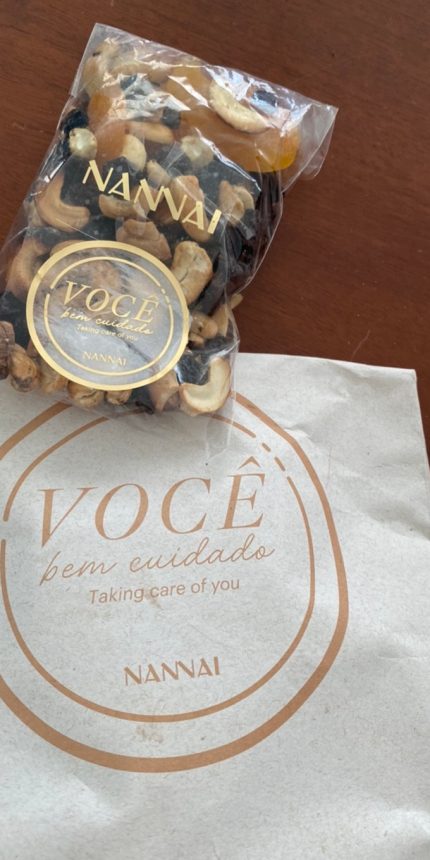 NANNAI
VOCÊ
bem cuidado
Taking care of you
NANNAI
VOCÊ
bem cuidado
Taking care of you
NANNAI